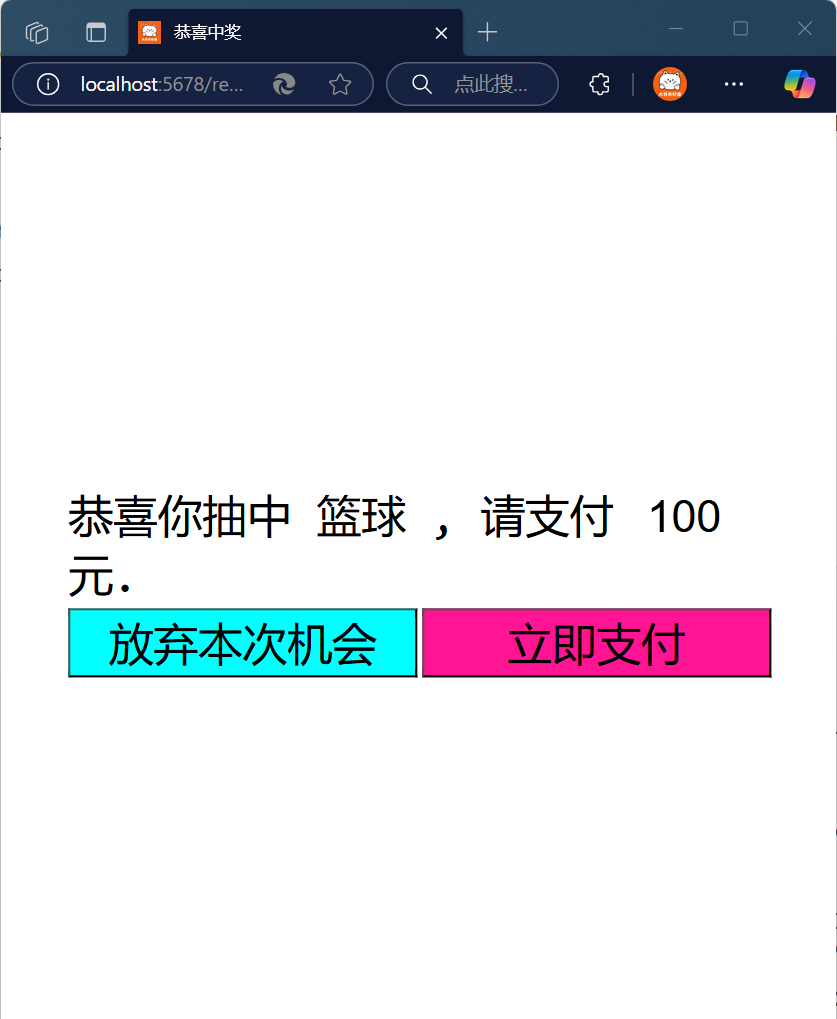 恭喜中奖
localhost:5678/re...
点此搜...
恭喜你抽中 篮球 ，请支付 100
元.
放弃本次机会
立即支付